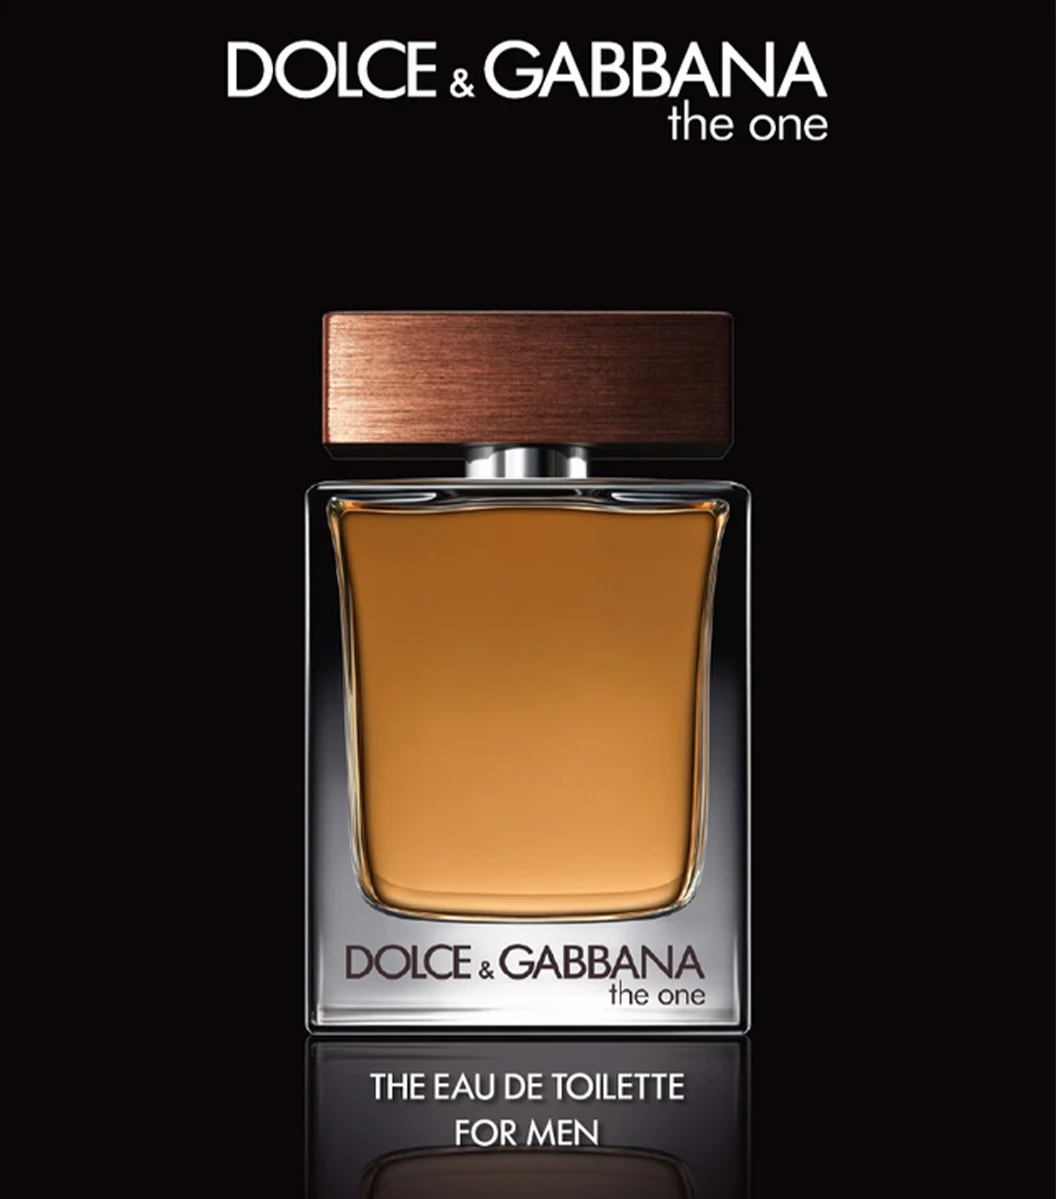 DOLCE & GABBANA
the one
DOLCE & GABBANA
the one
THE EAU DE TOILETTE
FOR MEN